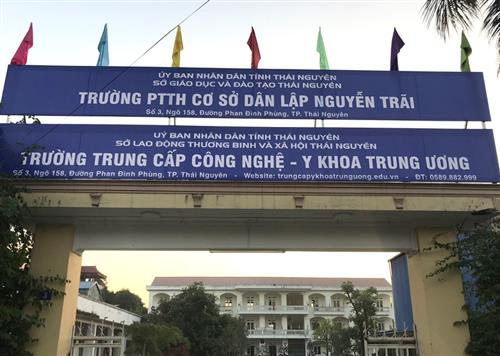 ỦY BAN NHÂN DÂN TỈNH THÁI NGUYÊN
SỞ GIÁO DỤC VÀ ĐÀO TẠO THÁI NGUYÊN
TRƯỜNG PTTH CƠ SỞ DÂN LẬP NGUYỄN TRÃI
Số 3, Ngõ 158, Đường Phan Đình Phùng, TP. Thái Nguyên
ỦY BAN NHÂN DÂN TỈNH THÁI NGUYÊN
SỞ LAO ĐỘNG THƯƠNG BINH VÀ XÃ HỘI THÁI NGUYÊN
TRƯỜNG TRUNG CẤP CÔNG NGHỆ - Y KHOA TRUNG ƯƠNG
Số 3, Ngõ 158, Đường Phan Đình Phùng, TP. Thái Nguyên - Website: trungcapykhoatrunguong.edu.vn - ĐT: 0589.882.999